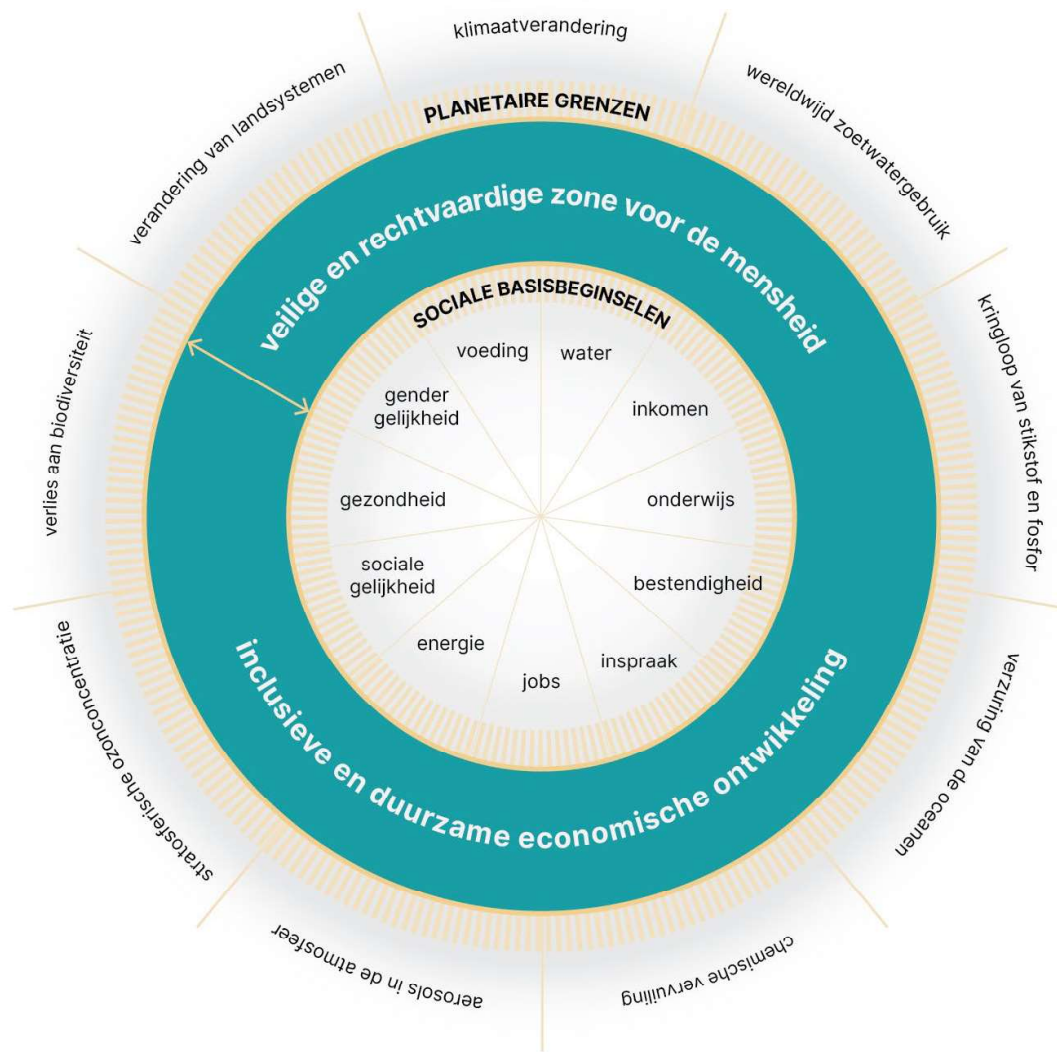 klimaatverandering
wereldwijd zoetwatergebruik
kringloop van stikstof en fosfor
verzuring van de oceanen
chemische vervuiling
aerosols in de atmosfeer
stratosferische ozonconcentratie
verlies aan biodiversiteit
verandering van landsystemen
PLANETAIRE GRENZEN
veilige en rechtvaardige zone voor de mensheid
SOCIALE BASISBEGINSELEN
water
inkomen
onderwijs
bestendigheid
inspraak
jobs
energie
sociale
gelijkheid
gezondheid
gender
gelijkheid
voeding
inclusieve en duurzame economische ontwikkeling